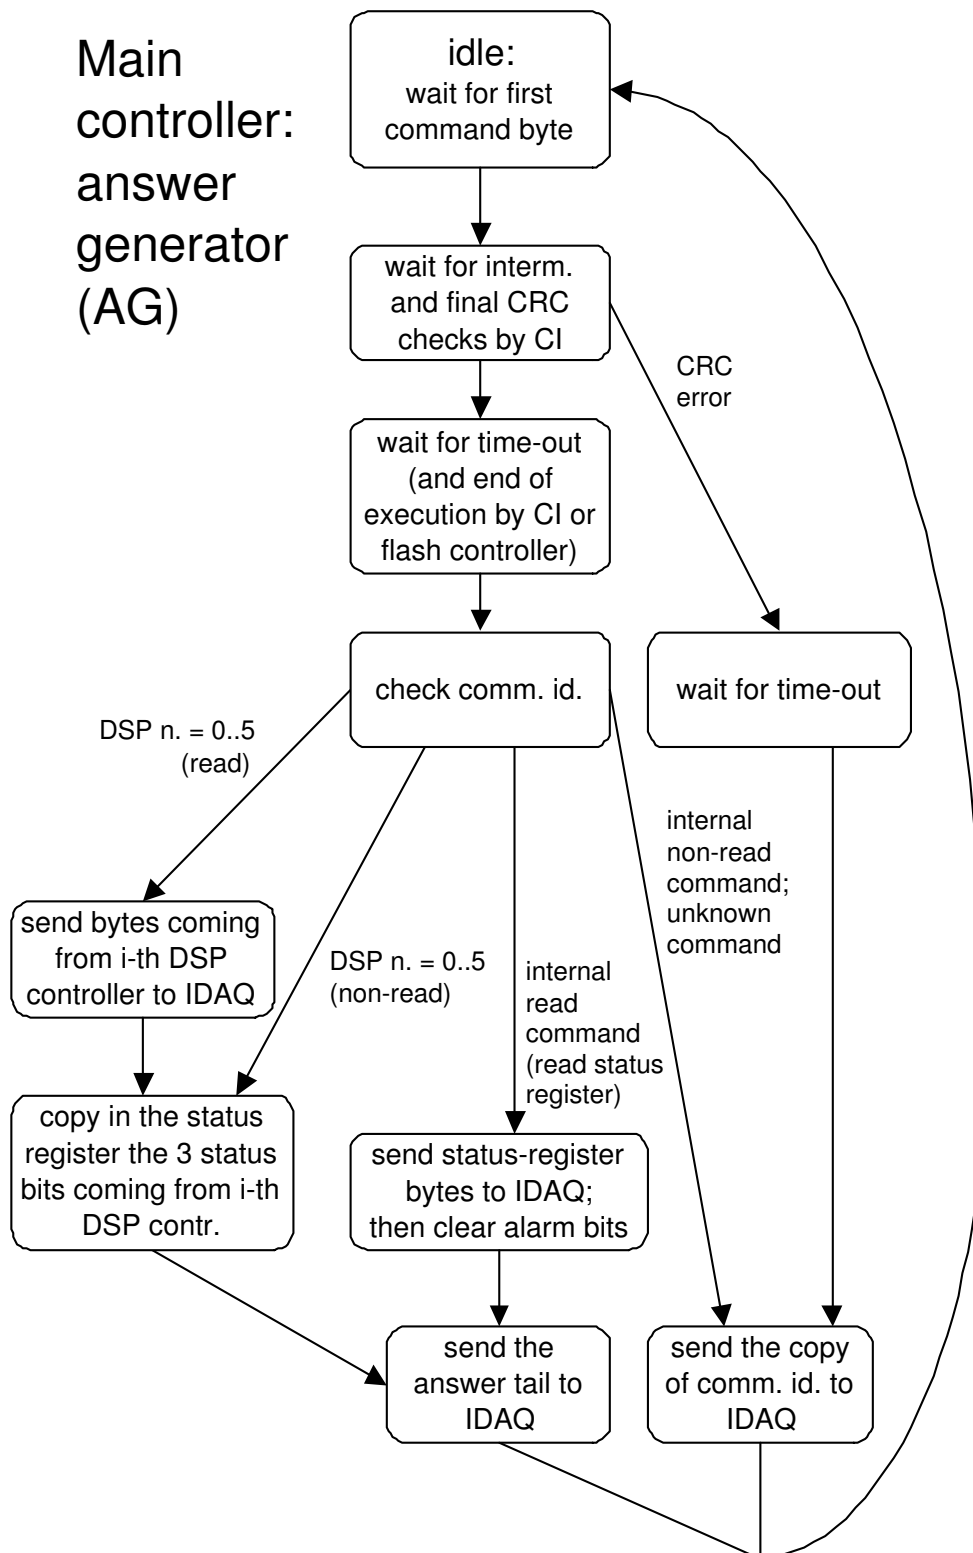 Main
controller:
answer
generator
(AG)
idle:
wait for first
command byte
wait for interm.
and final CRC
checks by CI
CRC
error
wait for time-out
(and end of
execution by CI or
flash controller)
check comm. id.
wait for time-out
DSP n. = 0..5
(read)
internal
non-read
command;
unknown
command
send bytes coming
from i-th DSP
controller to IDAQ
DSP n. = 0..5
(non-read)
internal
read
command
(read status
register)
copy in the status
register the 3 status
bits coming from i-th
DSP contr.
send status-register
bytes to IDAQ;
then clear alarm bits
send the
answer tail to
IDAQ
send the copy
of comm. id. to
IDAQ